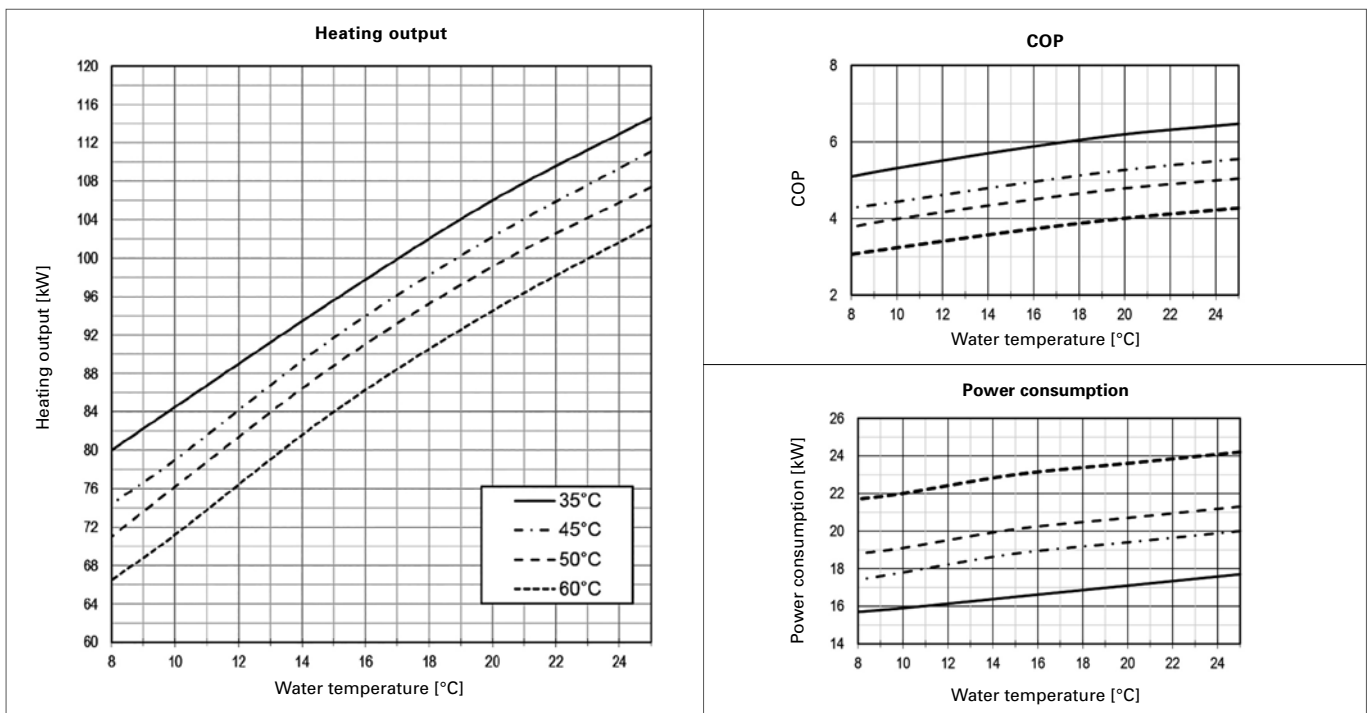 Heating output
Heating output [kW]
120
116
112
108
104
100
96
92
88
84
80
76
72
68
64
60
35°C
45°C
50°C
60°C
8 10 12 14 16 18 20 22 24
Water temperature [°C]
COP
COP
8
6
4
2
8 10 12 14 16 18 20 22 24
Water temperature [°C]
Power consumption
Power consumption [kW]
26
24
22
20
18
16
14
8 10 12 14 16 18 20 22 24
Water temperature [°C]